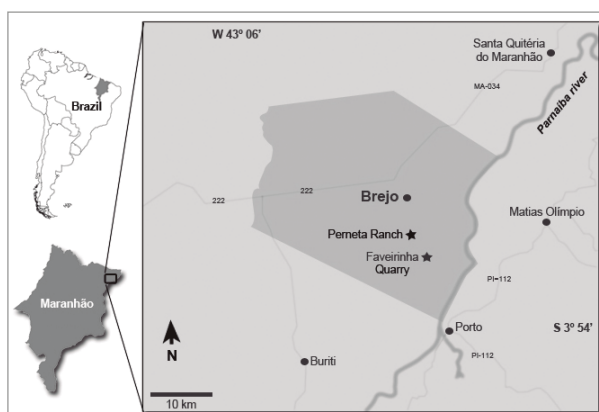 W 43° 06’
Santa Quitéria
do Maranhão
Brazil
MA-034
Parnaíba river
222
222
Brejo
Matias Olímpio
Perneta Ranch
Faveirinha
Quarry
PI-112
Maranhão
Porto
S 3° 54’
N
Buriti
PI-112
10 km